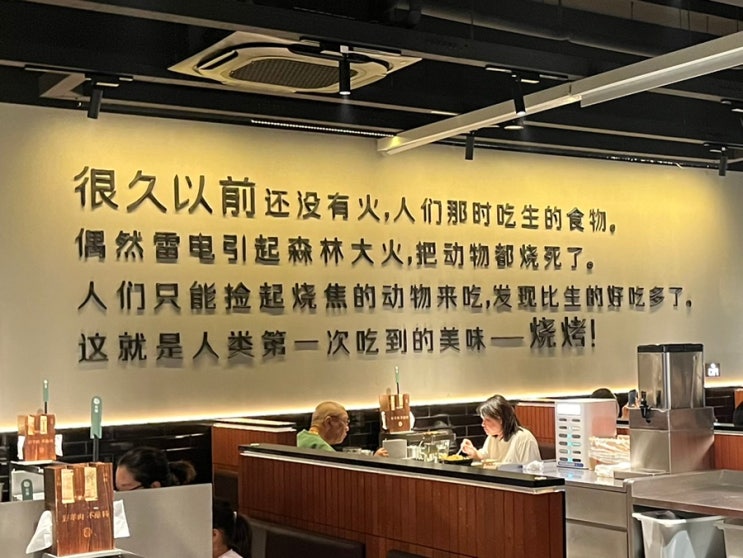 很久以前还没有火,人们那时吃生的食物。
偶然雷电引起森林大火,把动物都烧死了。
人们只能捡起烧焦的动物来吃,发现比生的好吃多了。
这就是人类第一次吃到的美味—烧烤!